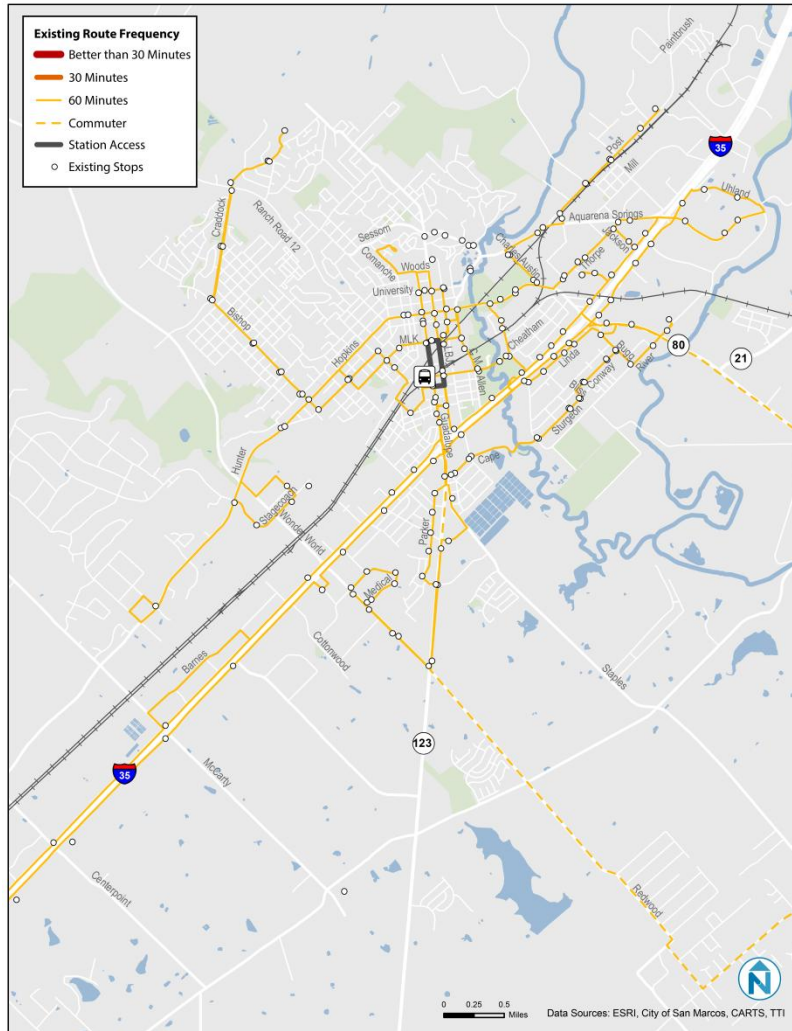 Existing Route Frequency
Better than 30 Minutes
30 Minutes
60 Minutes
Commuter
Station Access
Existing Stops
Paintbrush
35
Post
Mill
Uhland
Craddock
Ranch Road 12
Aquarena Springs
Sessom
Comanche
Charles Austin
Thorpe
Jackson
Woods
University
Bishop
Hopkins
MLK
LBJ
Cheatham
Linda
80
21
Bugg
River
Conway
Sturgeon
Guadalupe
Hunter
Cape
Stagecoach
Wonder World
Parker
Medical
Cottonwood
Barnes
Staples
123
McCarty
35
Centerpoint
Redwood
N
0 0.25 0.5
Miles
Data Sources: ESRI, City of San Marcos, CARTS, TTI